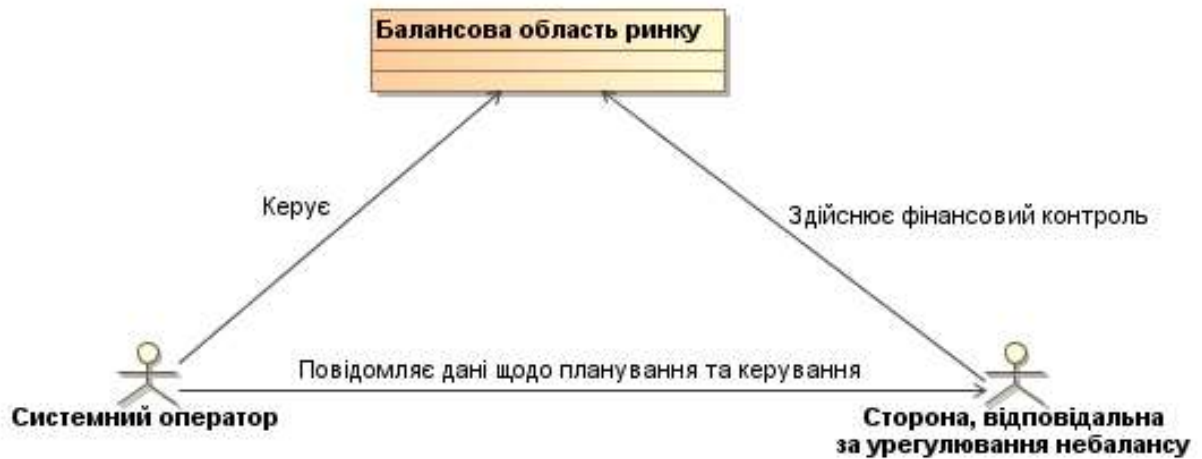 Балансова область ринку
Керує
Здійснює фінансовий контроль
Повідомляє дані щодо планування та керування
Системний оператор
Сторона, відповідальна
за урегулювання небалансу